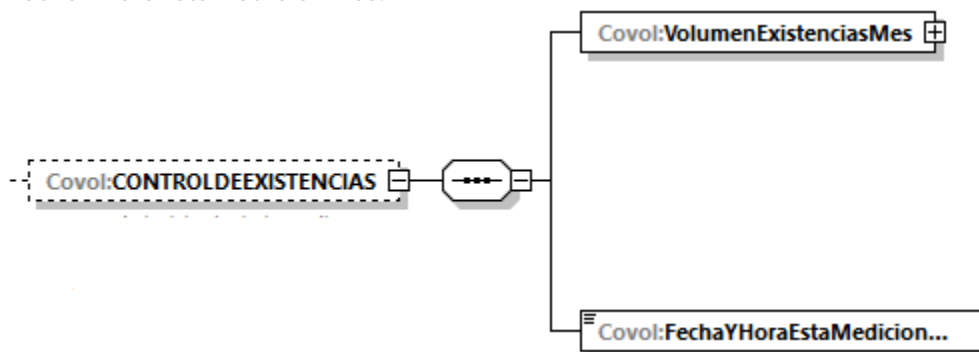 Covol:VolumenExistenciasMes
Covol:CONTROLDEEXISTENCIAS
Covol:FechaYHoraEstaMedicion...